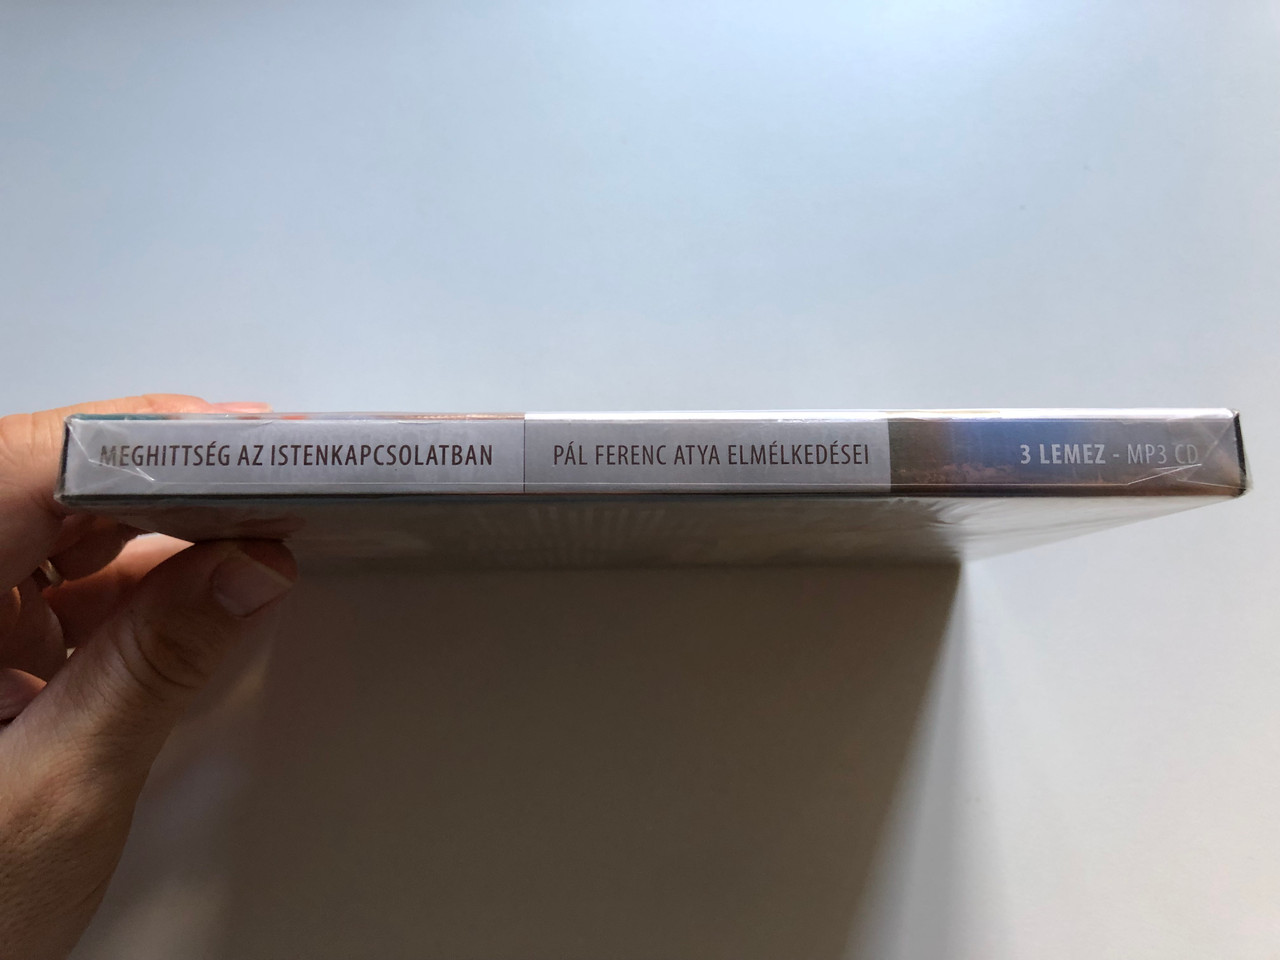 MEGHITTSÉG AZ ISTENKAPCSOLATBAN PÁL FERENC ATYA ELMÉLKEDÉSEI 3 LEMEZ - MP3 CD